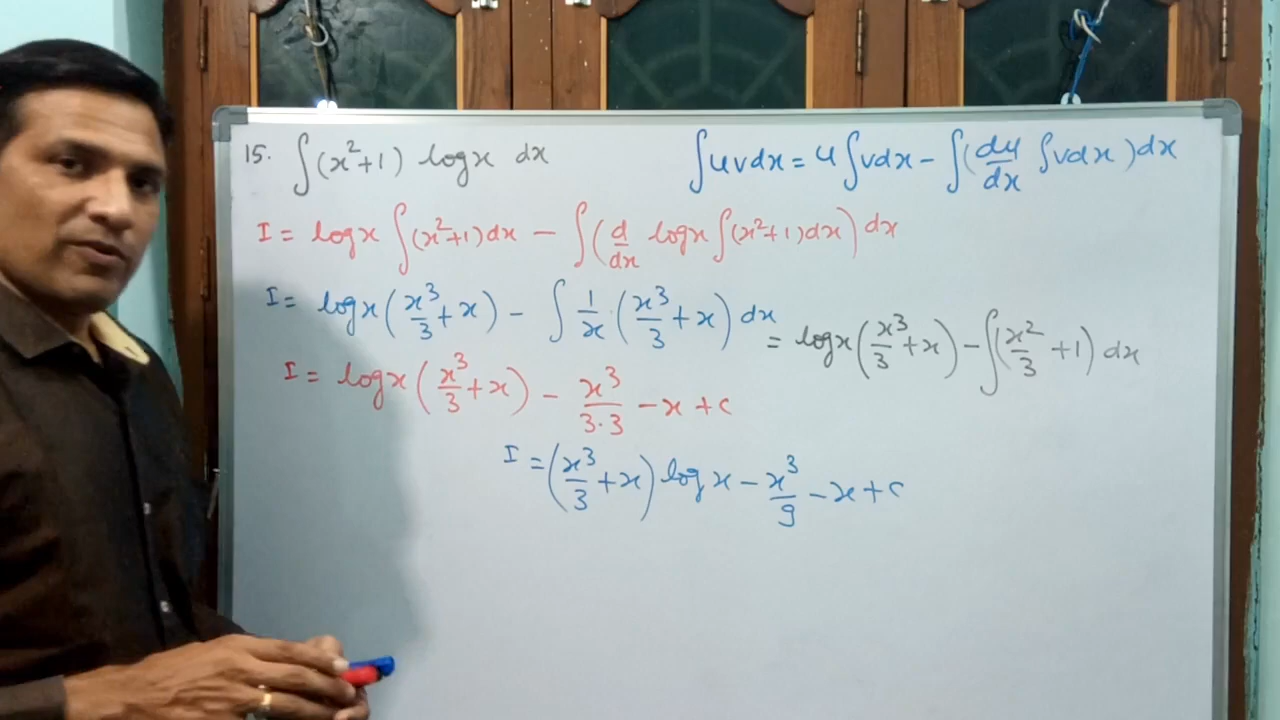 15. ∫(x²+1) logx dx
∫uvdx = u∫vdx - ∫(du/dx ∫vdx)dx
I = logx ∫(x²+1)dx - ∫(d/dx logx ∫(x²+1)dx) dx
I = logx(x³/3 + x) - ∫ 1/x · (x³/3 + x) dx
= logx(x³/3 + x) - ∫(x²/3 + 1) dx
I = logx(x³/3 + x) - x³/3·3 - x + c
I = (x³/3 + x) logx - x³/9 - x + c